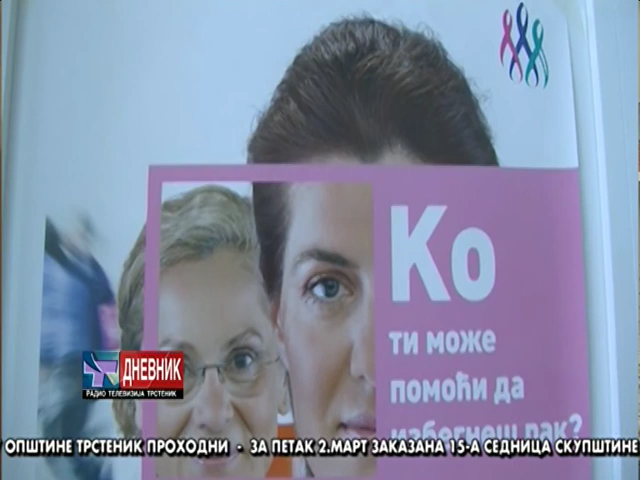 Ко
ти може
помоћи да
избегнеш рак?
ДНЕВНИК
РАДИО ТЕЛЕВИЗИЈА ТРСТЕНИК
ОПШТИНЕ ТРСТЕНИК ПРОХОДНИ - ЗА ПЕТАК 2.МАРТ ЗАКАЗАНА 15-А СЕДНИЦА СКУПШТИНЕ